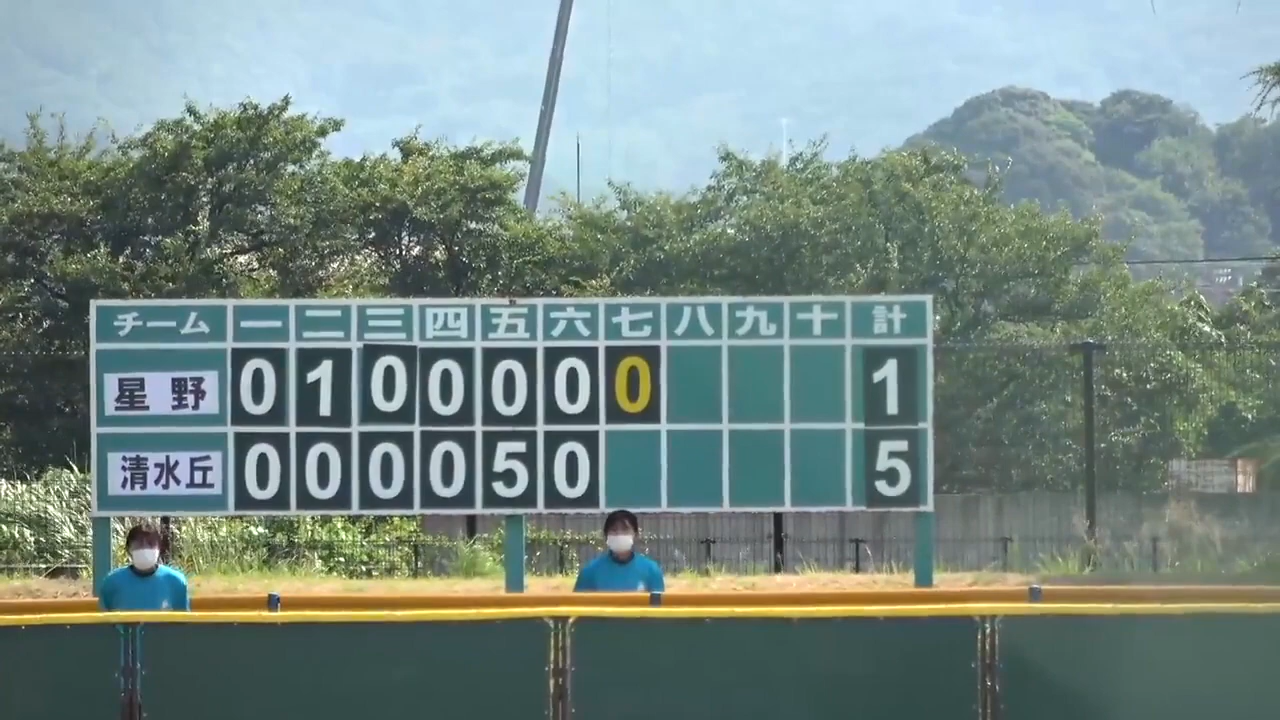 チーム 一 二 三 四 五 六 七 八 九 十 計
星野 0 1 0 0 0 0 0 1
清水丘 0 0 0 0 5 0 5